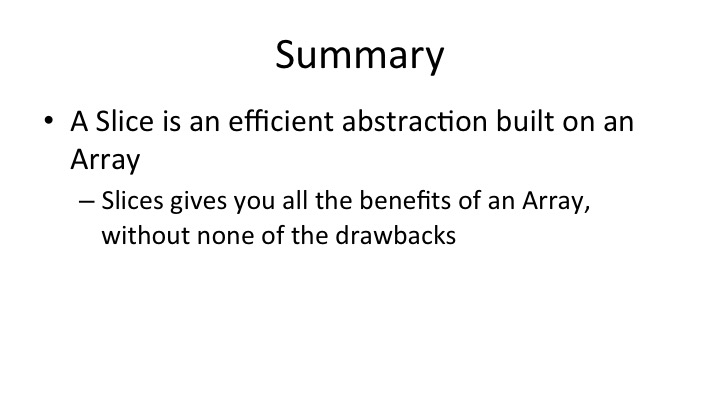 Summary
• A Slice is an efficient abstraction built on an
Array
– Slices gives you all the benefits of an Array,
without none of the drawbacks